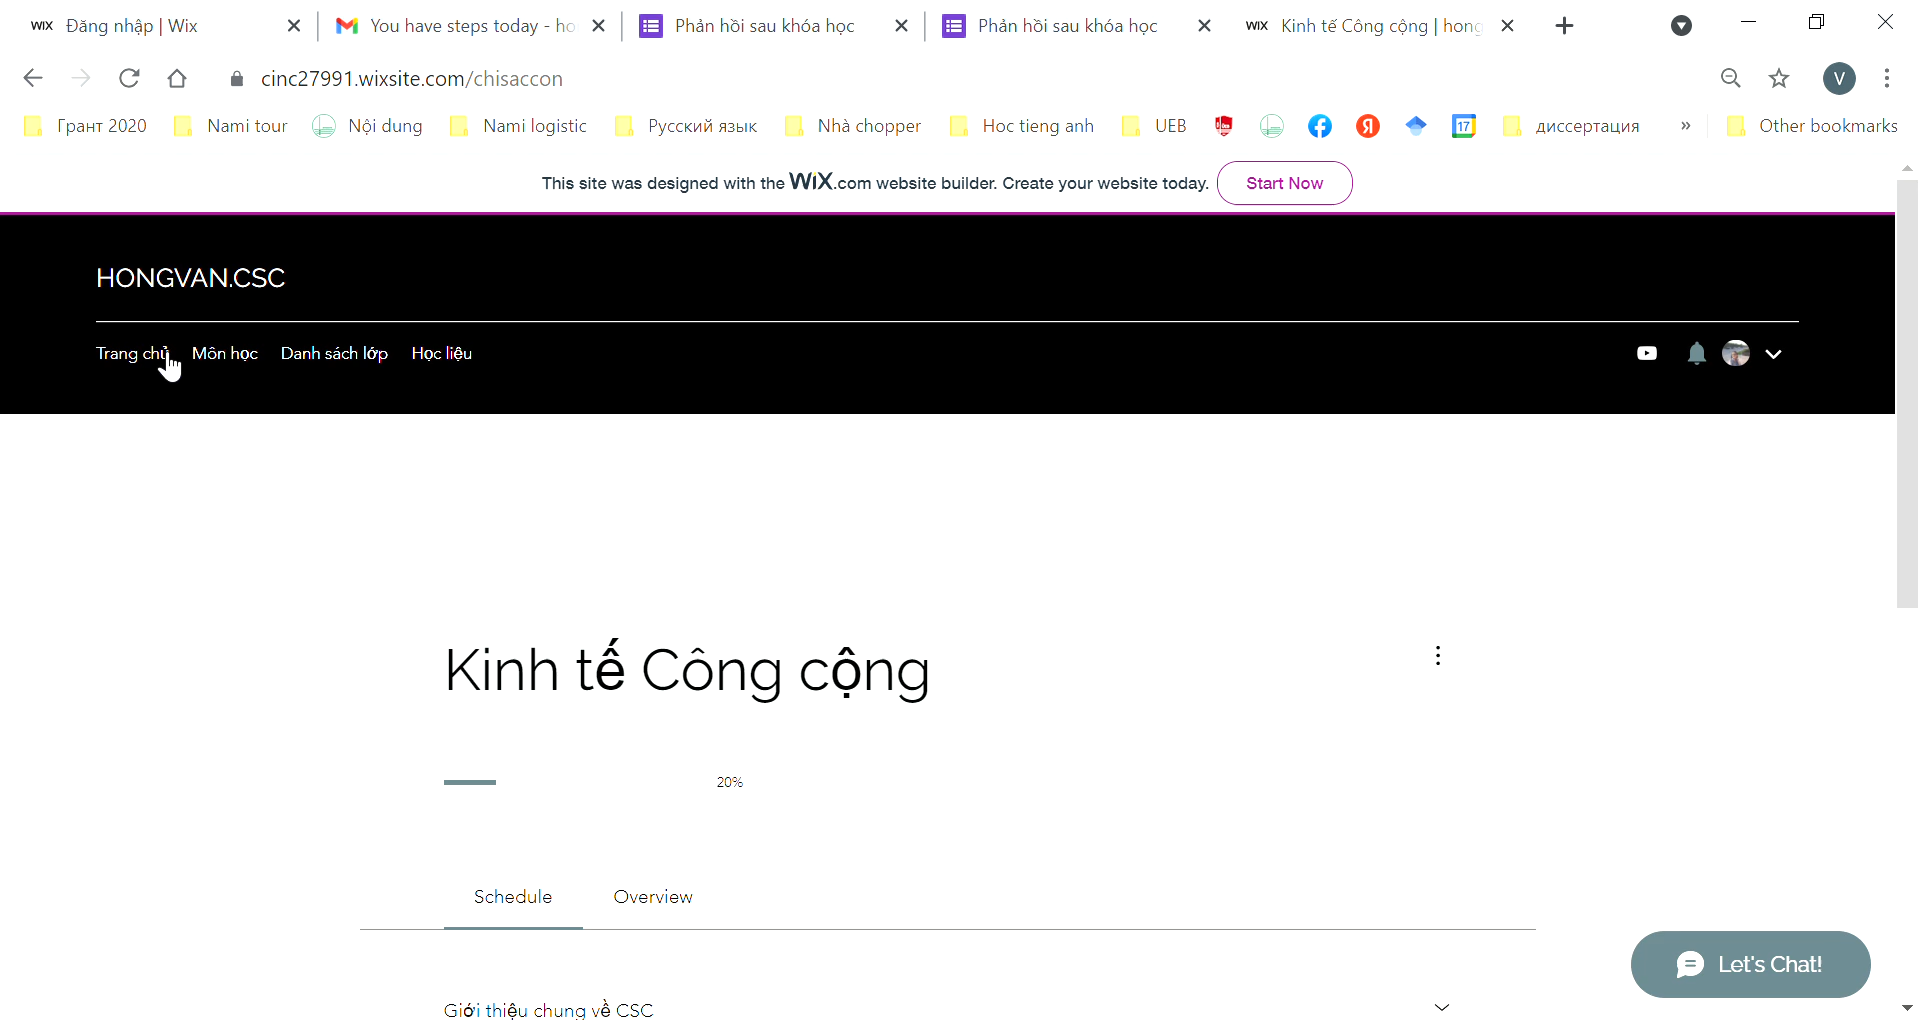 WiX Đăng nhập | Wix
You have steps today - ho
Phản hồi sau khóa học
Phản hồi sau khóa học
WiX Kinh tế Công cộng | hong
cinc27991.wixsite.com/chisaccon
V
Грант 2020
Nami tour
Nội dung
Nami logistic
Русский язык
Nhà chopper
Hoc tieng anh
UEB
Я
17
диссертация
»
Other bookmarks
This site was designed with the WiX.com website builder. Create your website today.
Start Now
HONGVAN.CSC
Trang chủ
Môn học
Danh sách lớp
Học liệu
Kinh tế Công cộng
20%
Schedule
Overview
Let's Chat!
Giới thiệu chung về CSC